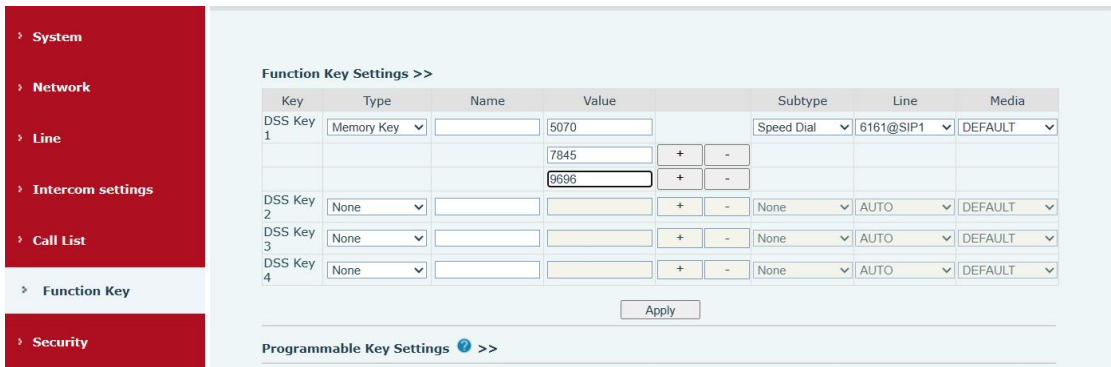 System
Network
Line
Intercom settings
Call List
Function Key
Security
Function Key Settings >>
Key Type Name Value Subtype Line Media
DSS Key 1 Memory Key 5070 Speed Dial 6161@SIP1 DEFAULT
7845 + -
9696 + -
DSS Key 2 None + - None AUTO DEFAULT
DSS Key 3 None + - None AUTO DEFAULT
DSS Key 4 None + - None AUTO DEFAULT
Apply
Programmable Key Settings ? >>